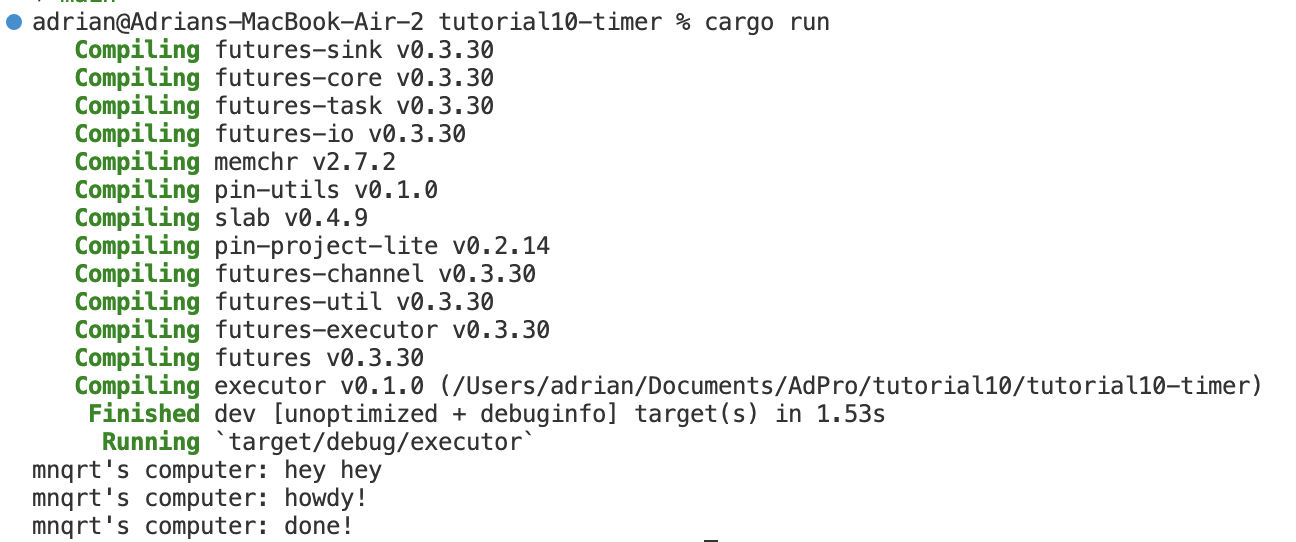 adrian@Adrians-MacBook-Air-2 tutorial10-timer % cargo run
Compiling futures-sink v0.3.30
Compiling futures-core v0.3.30
Compiling futures-task v0.3.30
Compiling futures-io v0.3.30
Compiling memchr v2.7.2
Compiling pin-utils v0.1.0
Compiling slab v0.4.9
Compiling pin-project-lite v0.2.14
Compiling futures-channel v0.3.30
Compiling futures-util v0.3.30
Compiling futures-executor v0.3.30
Compiling futures v0.3.30
Compiling executor v0.1.0 (/Users/adrian/Documents/AdPro/tutorial10/tutorial10-timer)
Finished dev [unoptimized + debuginfo] target(s) in 1.53s
Running `target/debug/executor`
mnqrt's computer: hey hey
mnqrt's computer: howdy!
mnqrt's computer: done!